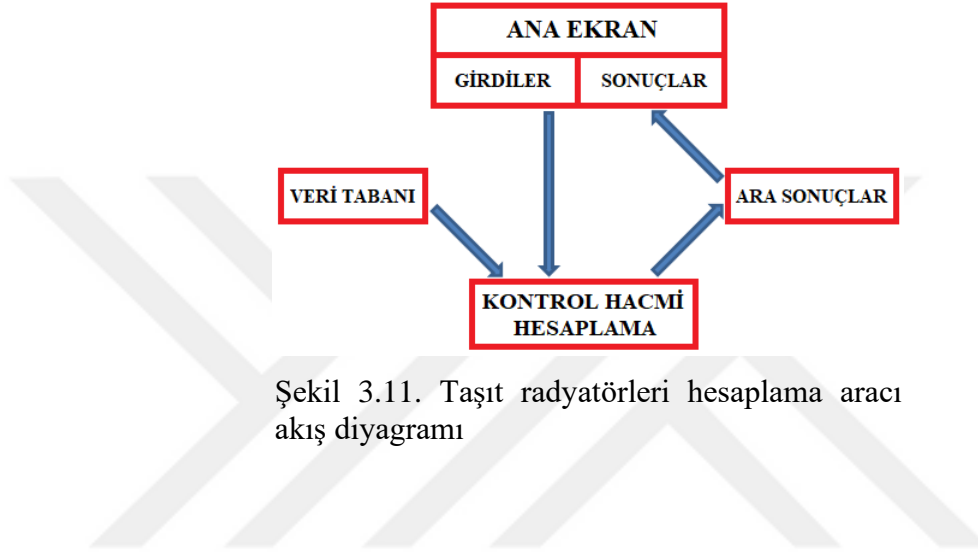 ANA EKRAN
GİRDİLER
SONUÇLAR
VERİ TABANI
ARA SONUÇLAR
KONTROL HACMİ
HESAPLAMA
Şekil 3.11. Taşıt radyatörleri hesaplama aracı
akış diyagramı